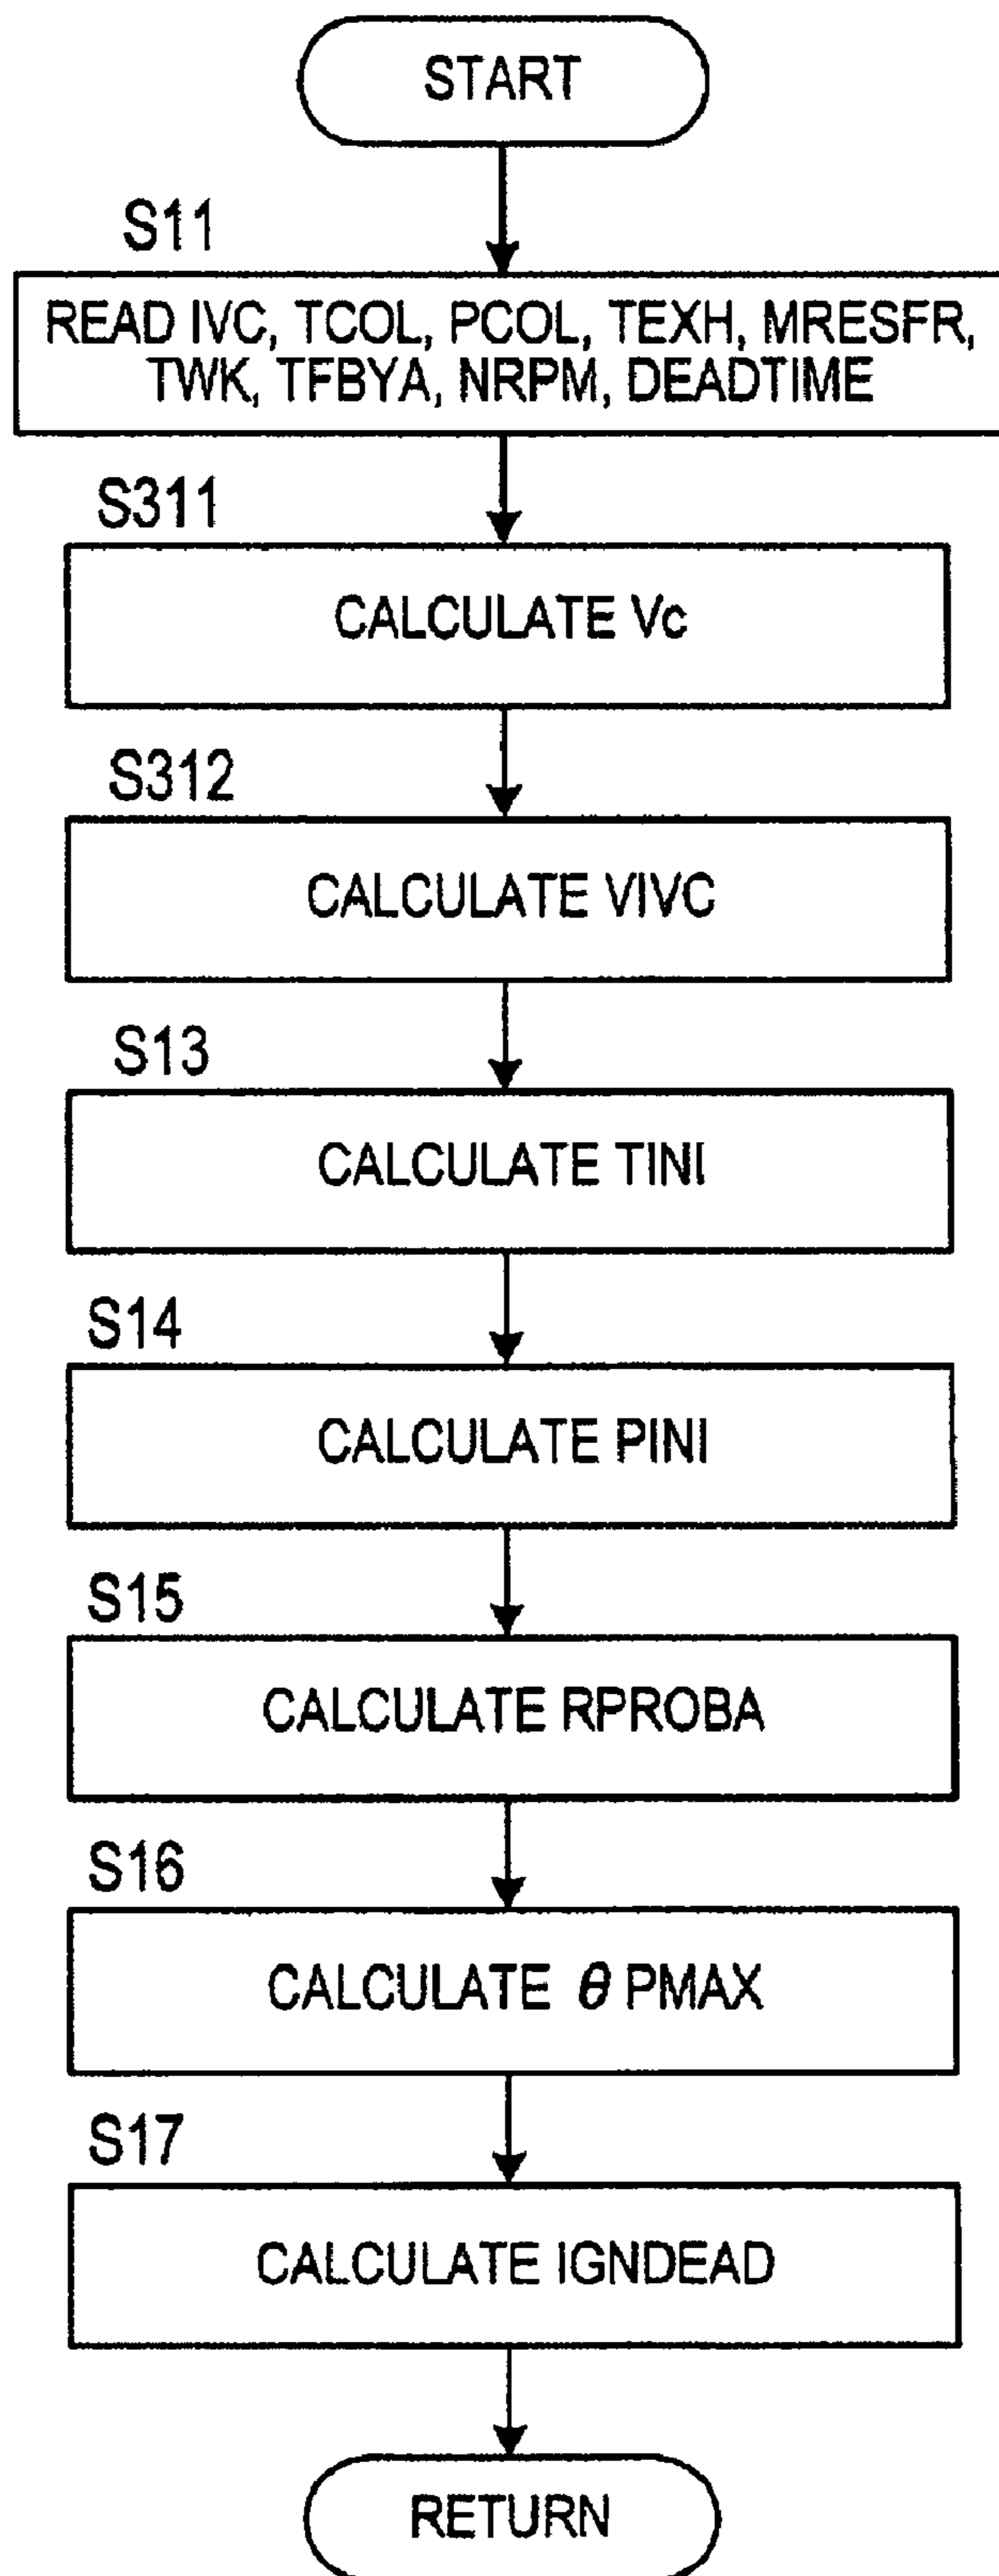 START
S11
READ IVC, TCOL, PCOL, TEXH, MRESFR,
TWK, TFBYA, NRPM, DEADTIME
S311
CALCULATE Vc
S312
CALCULATE VIVC
S13
CALCULATE TINI
S14
CALCULATE PINI
S15
CALCULATE RPROBA
S16
CALCULATE θ PMAX
S17
CALCULATE IGNDEAD
RETURN